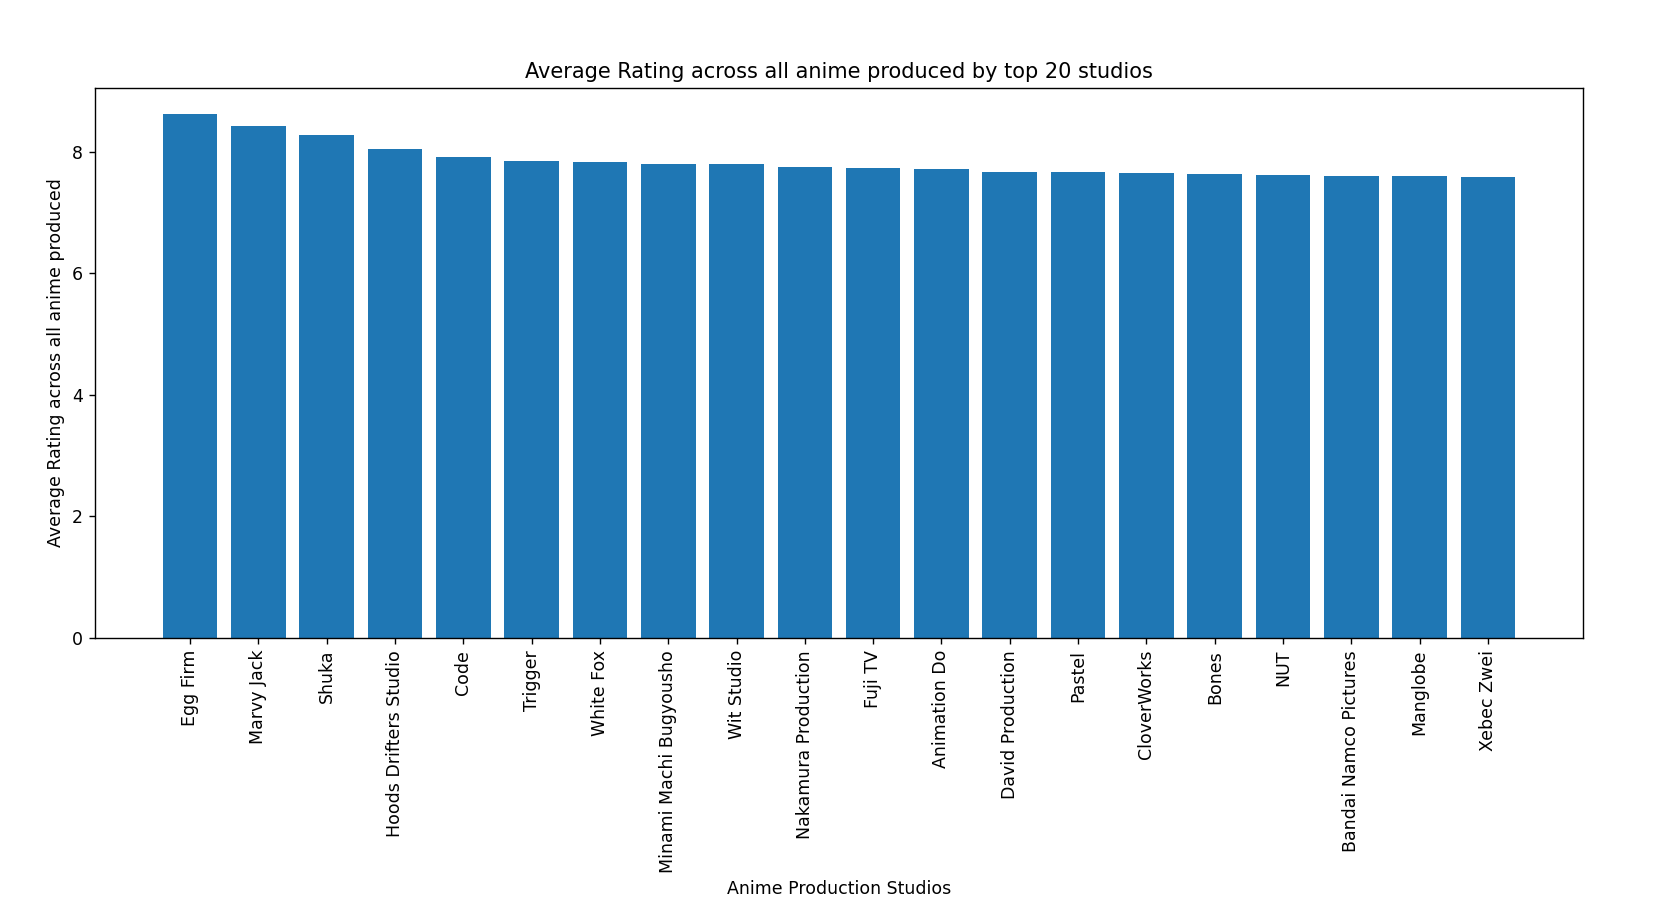 Average Rating across all anime produced by top 20 studios
Average Rating across all anime produced
8
6
4
2
0
Egg Firm
Marvy Jack
Shuka
Hoods Drifters Studio
Code
Trigger
White Fox
Minami Machi Bugyousho
Wit Studio
Nakamura Production
Fuji TV
Animation Do
David Production
Pastel
CloverWorks
Bones
NUT
Bandai Namco Pictures
Manglobe
Xebec Zwei
Anime Production Studios